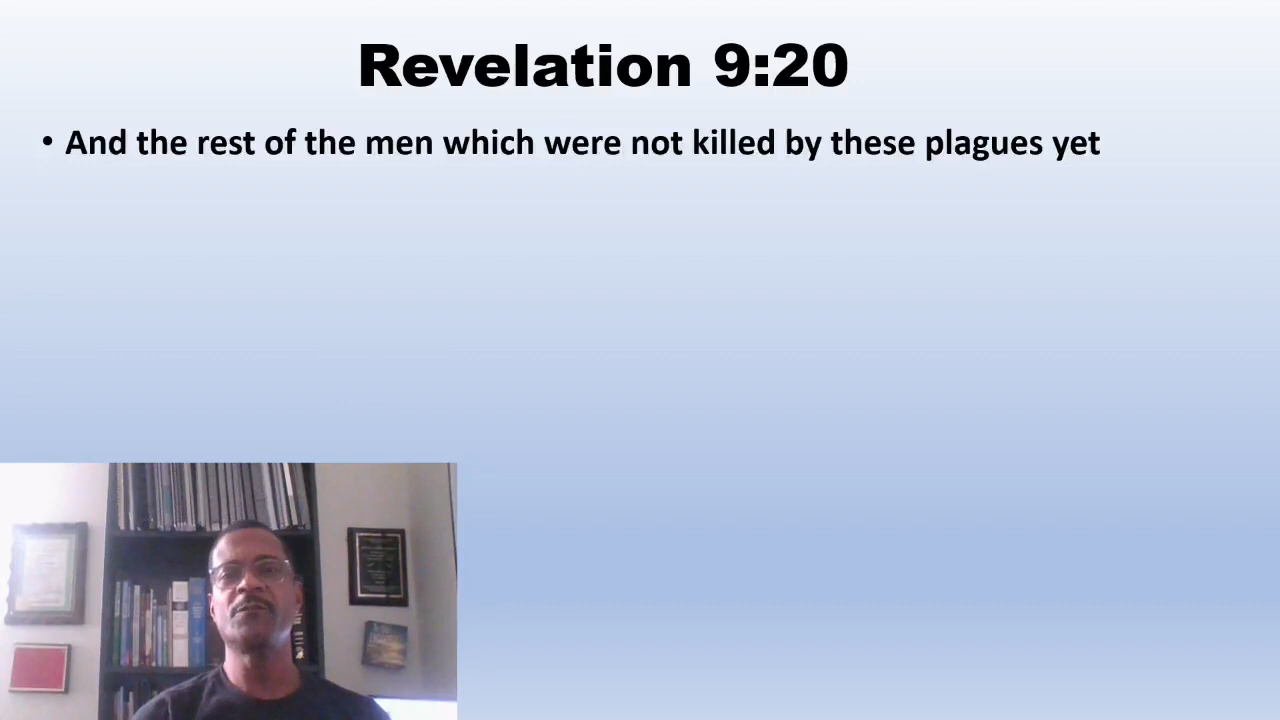 Revelation 9:20
• And the rest of the men which were not killed by these plagues yet